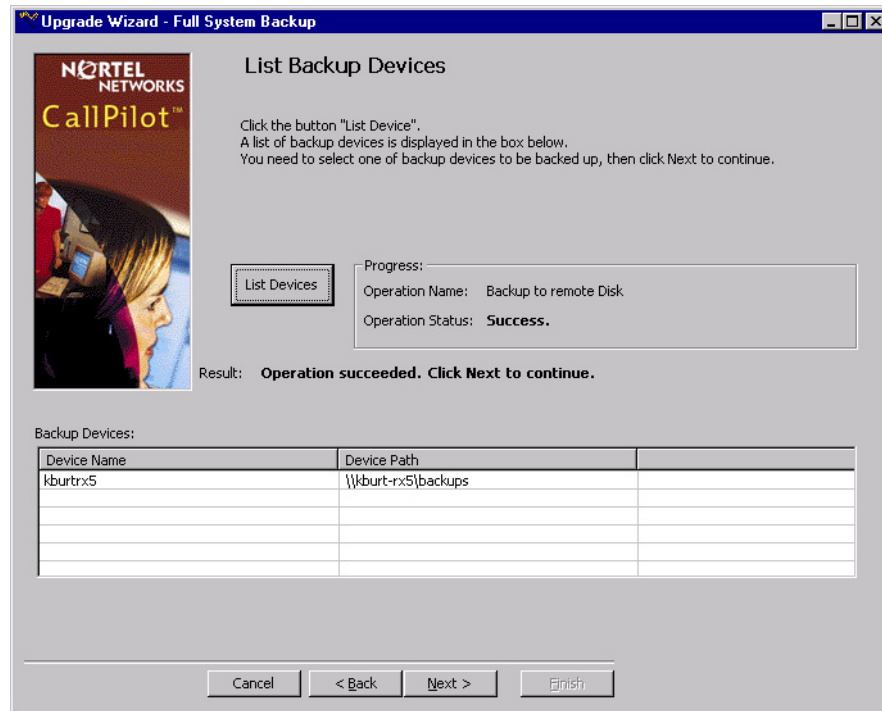 Upgrade Wizard - Full System Backup
NORTEL
NETWORKS
CallPilot™
List Backup Devices
Click the button "List Device".
A list of backup devices is displayed in the box below.
You need to select one of backup devices to be backed up, then click Next to continue.
List Devices
Progress:
Operation Name: Backup to remote Disk
Operation Status: Success.
Result: Operation succeeded. Click Next to continue.
Backup Devices:
Device Name Device Path
kburtrx5 \\kburt-rx5\backups
Cancel < Back Next > Finish